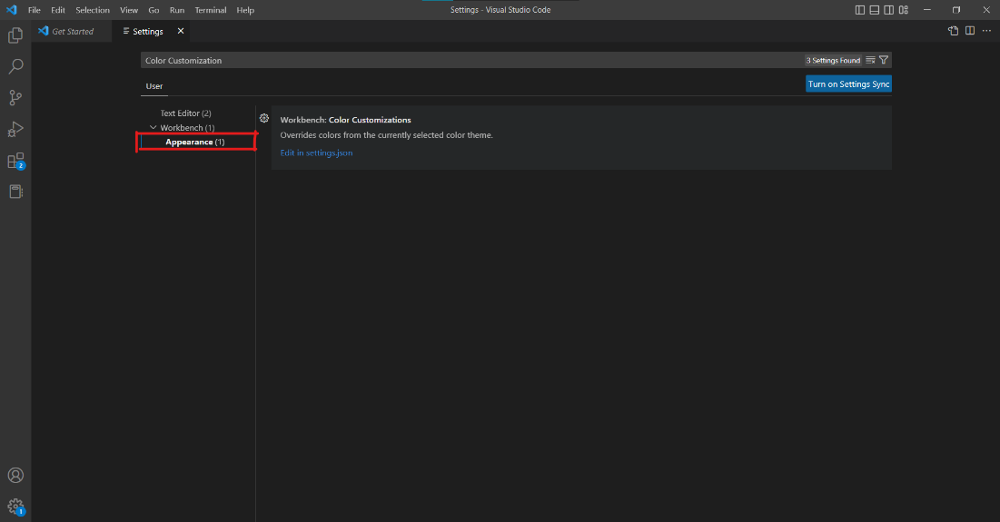 File Edit Selection View Go Run Terminal Help
Settings - Visual Studio Code
Get Started
Settings
Color Customization
3 Settings Found
User
Turn on Settings Sync
Text Editor (2)
Workbench (1)
Appearance (1)
Workbench: Color Customizations
Overrides colors from the currently selected color theme.
Edit in settings.json
2
1